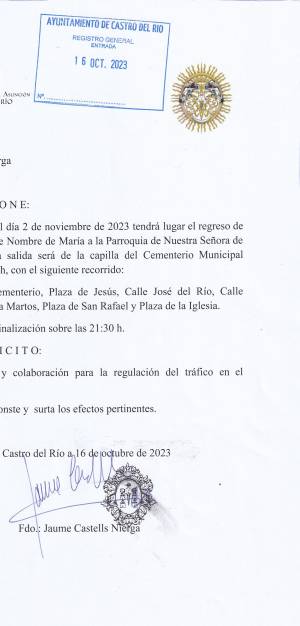 AYUNTAMIENTO DE CASTRO DEL RIO
REGISTRO GENERAL
ENTRADA
16 OCT. 2023
Nº
ASUNCIÓN
RÍO
O N E:
día 2 de noviembre de 2023 tendrá lugar el regreso de
Nombre de María a la Parroquia de Nuestra Señora de
salida será de la capilla del Cementerio Municipal
h, con el siguiente recorrido:
ementerio, Plaza de Jesús, Calle José del Río, Calle
a Martos, Plaza de San Rafael y Plaza de la Iglesia.
inalización sobre las 21:30 h.
I C I T O:
y colaboración para la regulación del tráfico en el
onste y surta los efectos pertinentes.
Castro del Río a 16 de octubre de 2023
Fdo.: Jaume Castells Nierga